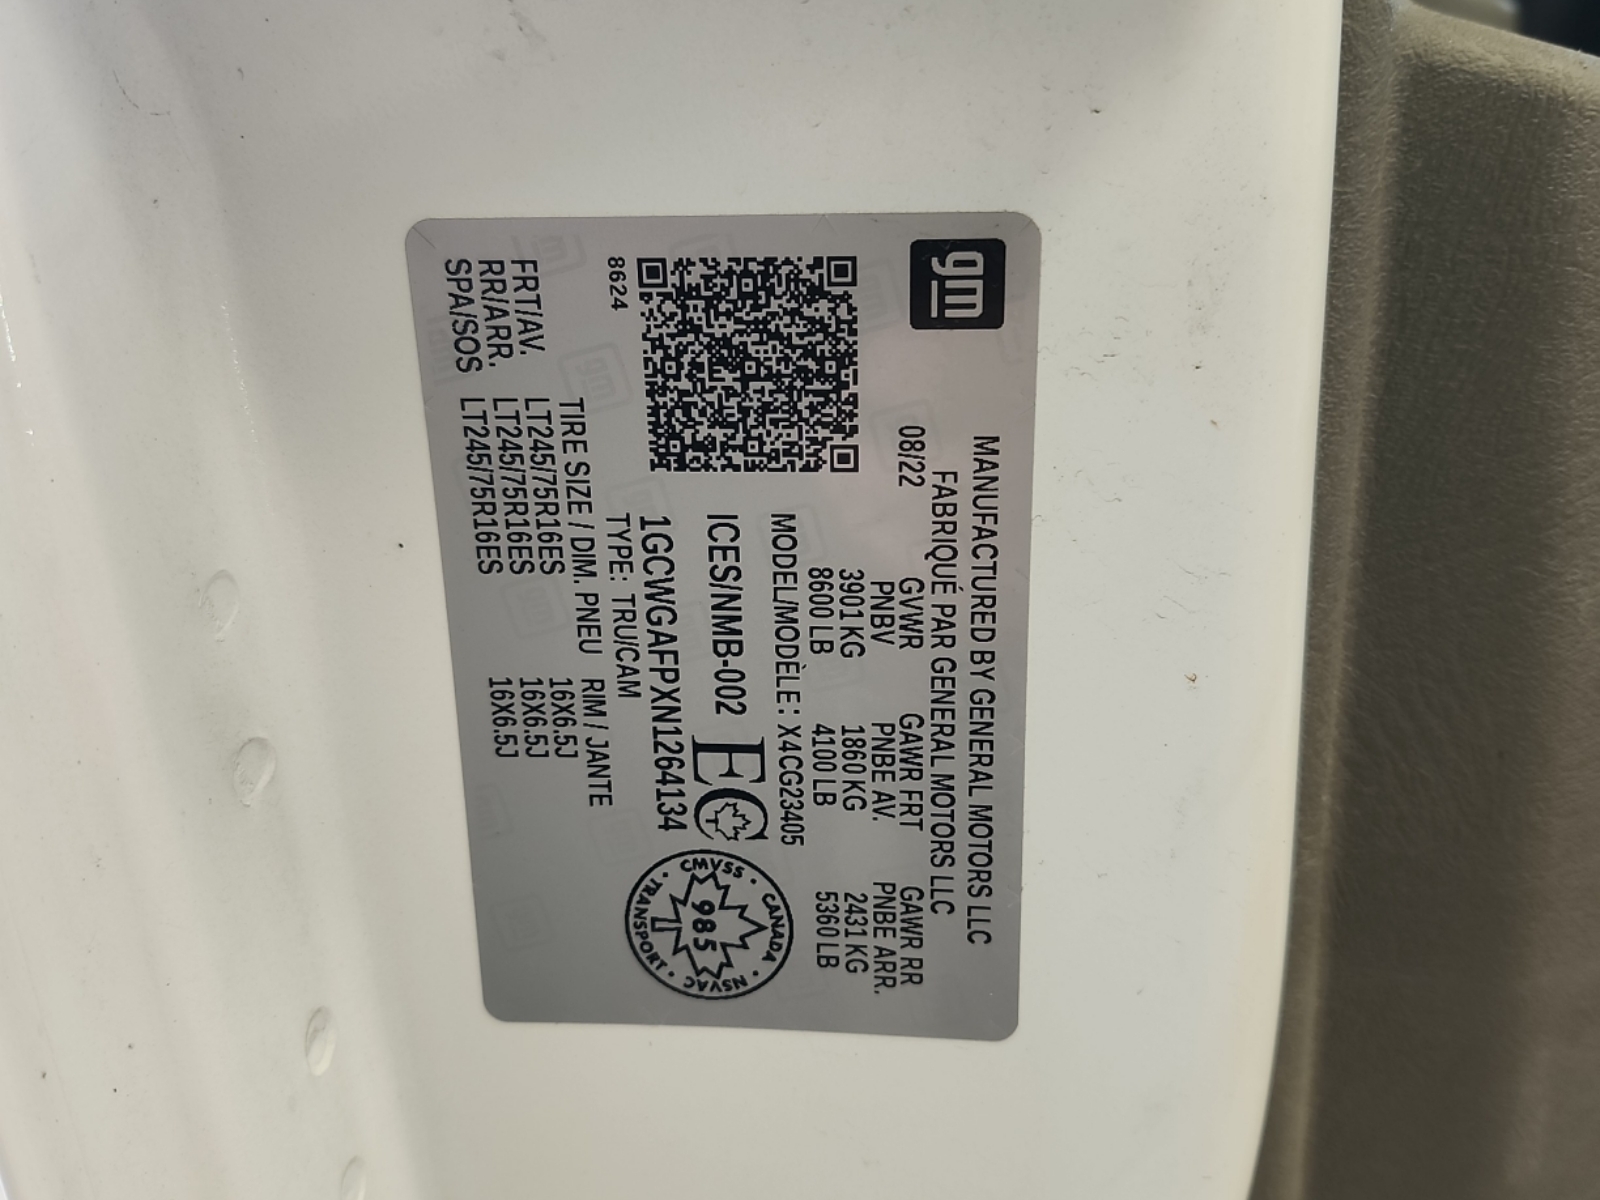 gm
MANUFACTURED BY GENERAL MOTORS LLC
FABRIQUÉ PAR GENERAL MOTORS LLC
08/22 GVWR GAWR FRT GAWR RR
PNBV PNBE AV. PNBE ARR.
3901 KG 1860 KG 2431 KG
8600 LB 4100 LB 5360 LB
MODEL/MODÈLE: X4CG23405
ICES/NMB-002 EC
1GCWGAFPXN1264134
8624 TYPE: TRU/CAM
CANADA · NSVAC · TRANSPORT · CMVSS ·
985
T
TIRE SIZE / DIM. PNEU RIM / JANTE
FRT/AV. LT245/75R16ES 16X6.5J
RR/ARR. LT245/75R16ES 16X6.5J
SPA/SOS LT245/75R16ES 16X6.5J